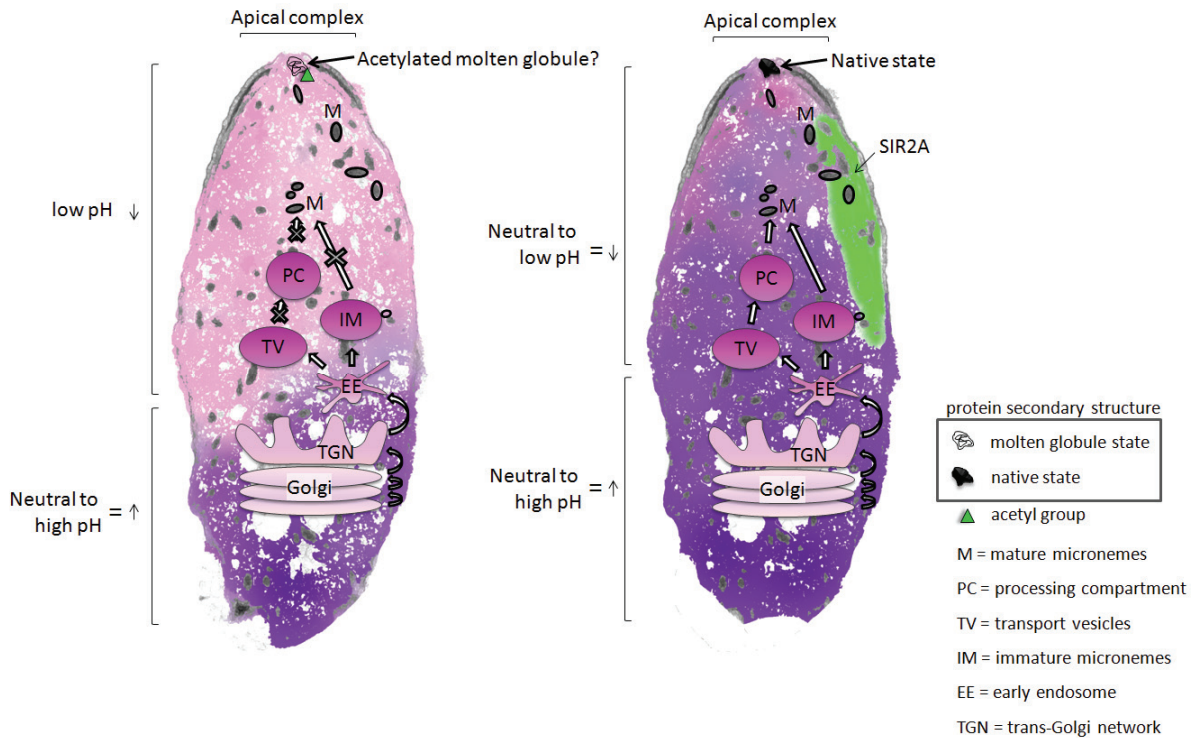 Apical complex
Acetylated molten globule?
M
low pH ↓
M
PC
IM
TV
EE
TGN
Golgi
Neutral to
high pH = ↑
Apical complex
Native state
M
SIR2A
M
Neutral to
low pH = ↓
PC
IM
TV
EE
TGN
Golgi
Neutral to
high pH = ↑
protein secondary structure
molten globule state
native state
acetyl group
M = mature micronemes
PC = processing compartment
TV = transport vesicles
IM = immature micronemes
EE = early endosome
TGN = trans-Golgi network